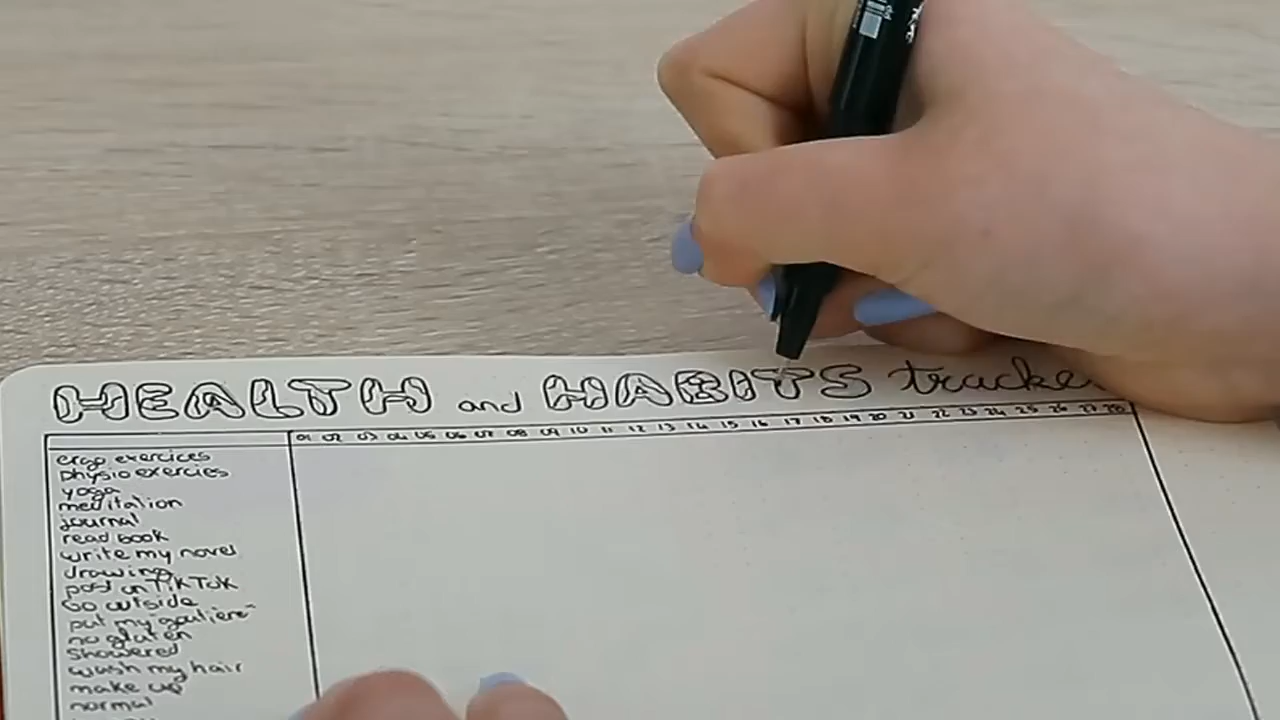 HEALTH and HABITS tracke
01 02 03 04 05 06 07 08 09 10 11 12 13 14 15 16 17 18 19 20 21 22 23 24 25 26 27 28
ergo exercices
physio exercies
yoga
meditation
journal
read book
write my novel
drawing
post on TikTok
Go outside
put my "goutière"
no gluten
showered
wash my hair
make up
normal